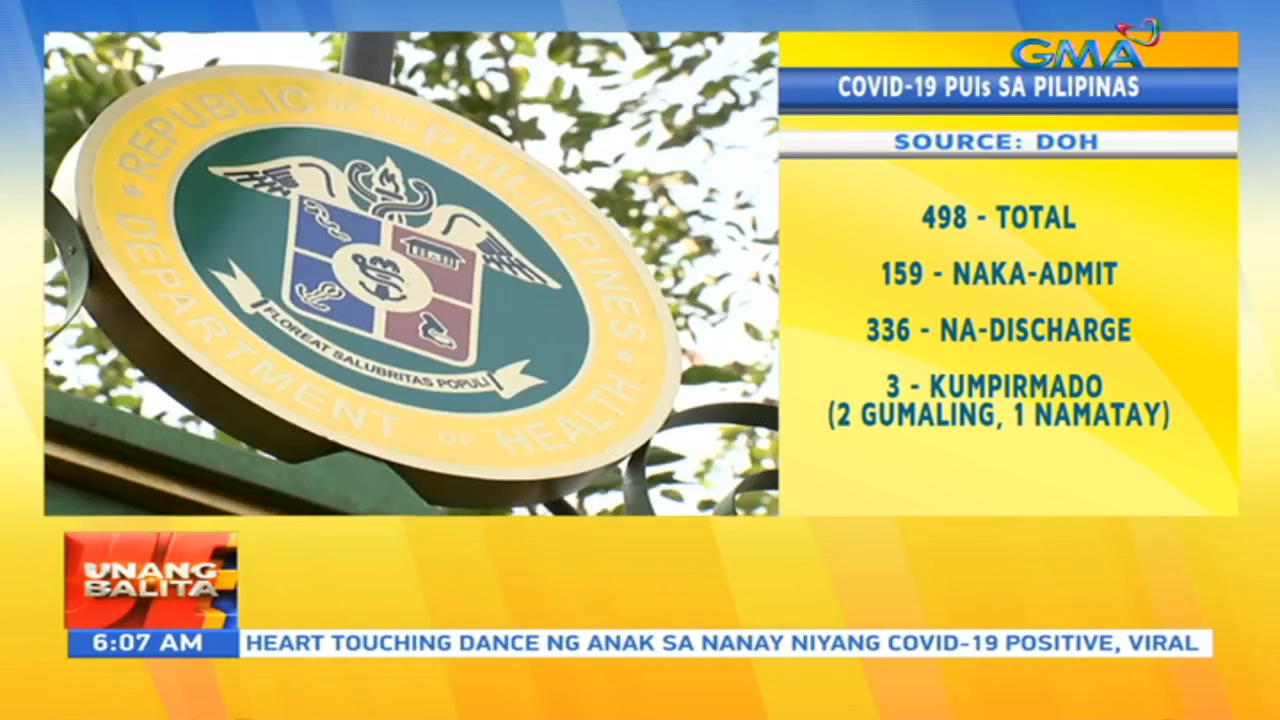 REPUBLIC OF THE PHILIPPINES
DEPARTMENT OF HEALTH
FLOREAT SALUBRITAS POPULI
GMA
COVID-19 PUIs SA PILIPINAS
SOURCE: DOH
498 - TOTAL
159 - NAKA-ADMIT
336 - NA-DISCHARGE
3 - KUMPIRMADO
(2 GUMALING, 1 NAMATAY)
UNANG
BALITA
6:07 AM
HEART TOUCHING DANCE NG ANAK SA NANAY NIYANG COVID-19 POSITIVE, VIRAL